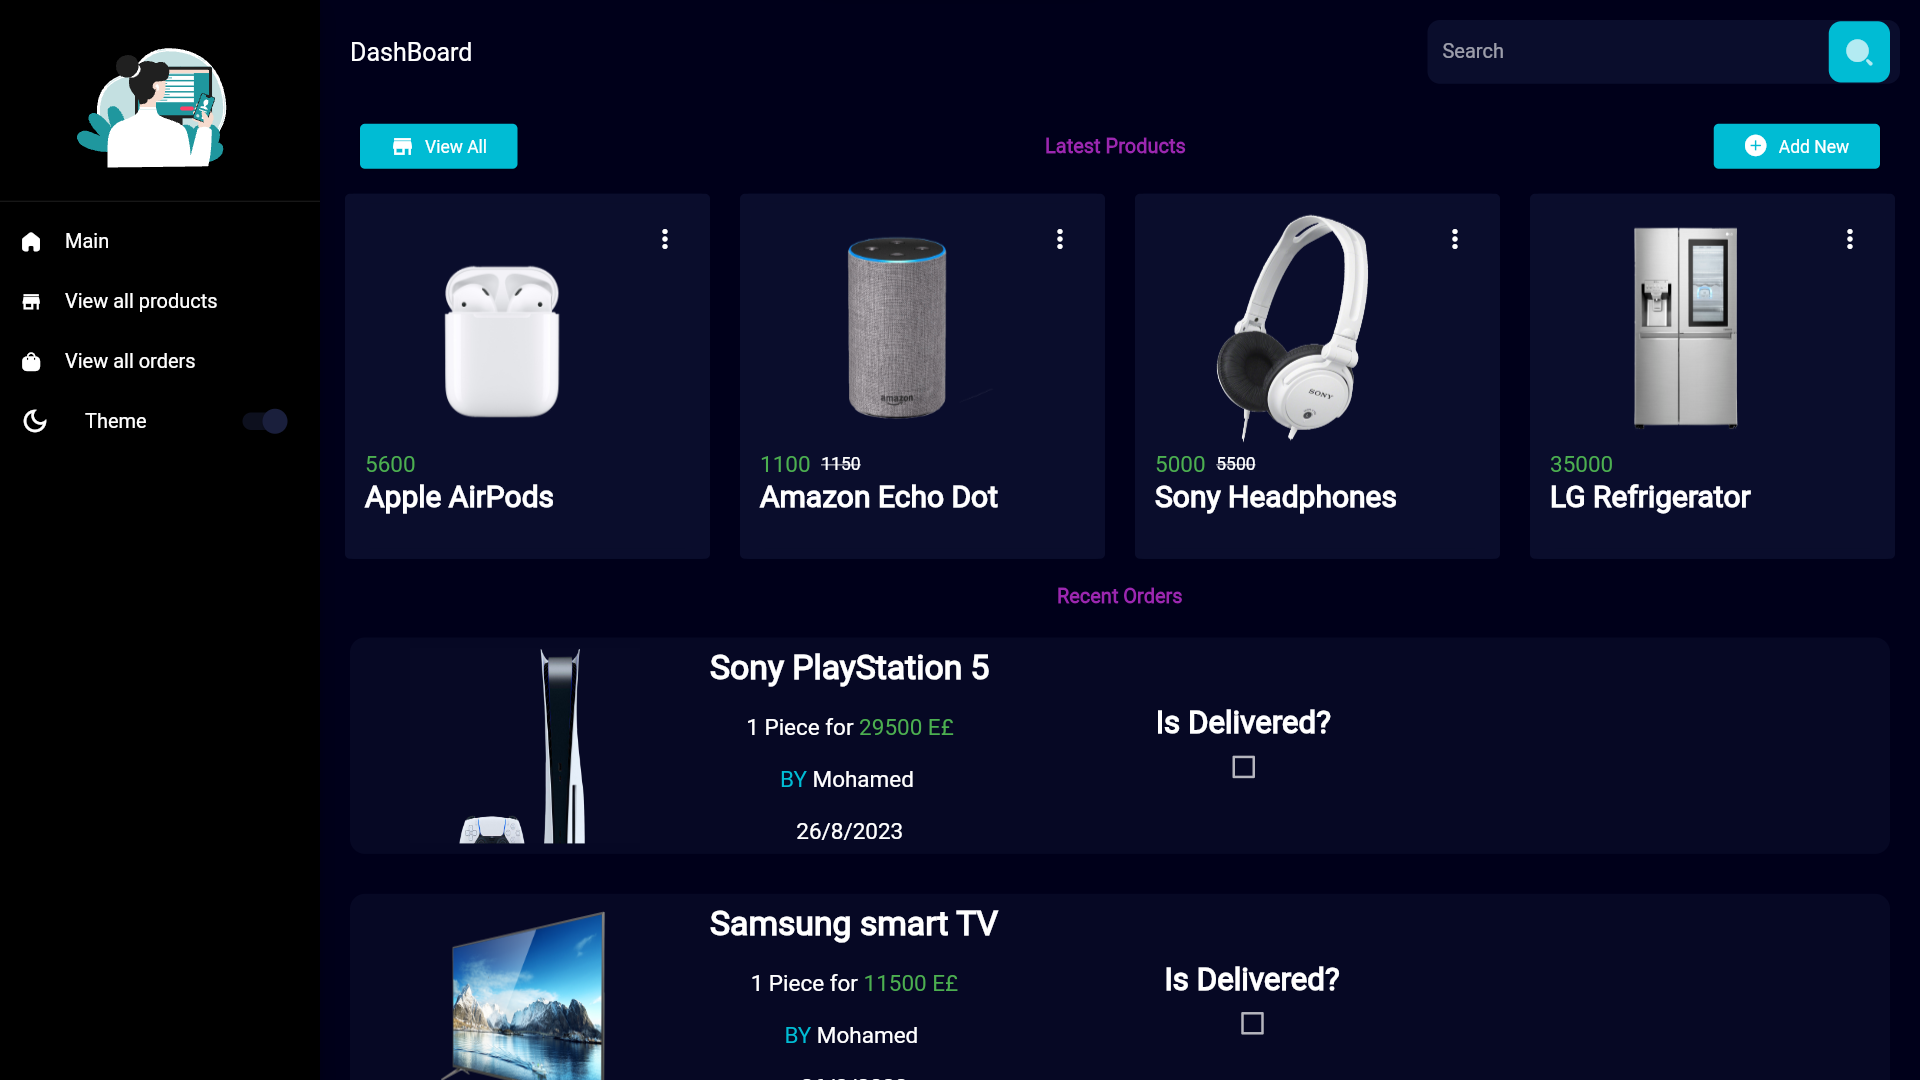 DashBoard
Search
View All
Latest Products
Add New
Main
View all products
View all orders
Theme
amazon
SONY
5600
Apple AirPods
1100 1150
Amazon Echo Dot
5000 5500
Sony Headphones
35000
LG Refrigerator
Recent Orders
Sony PlayStation 5
1 Piece for 29500 E£
BY Mohamed
26/8/2023
Is Delivered?
Samsung smart TV
1 Piece for 11500 E£
BY Mohamed
Is Delivered?